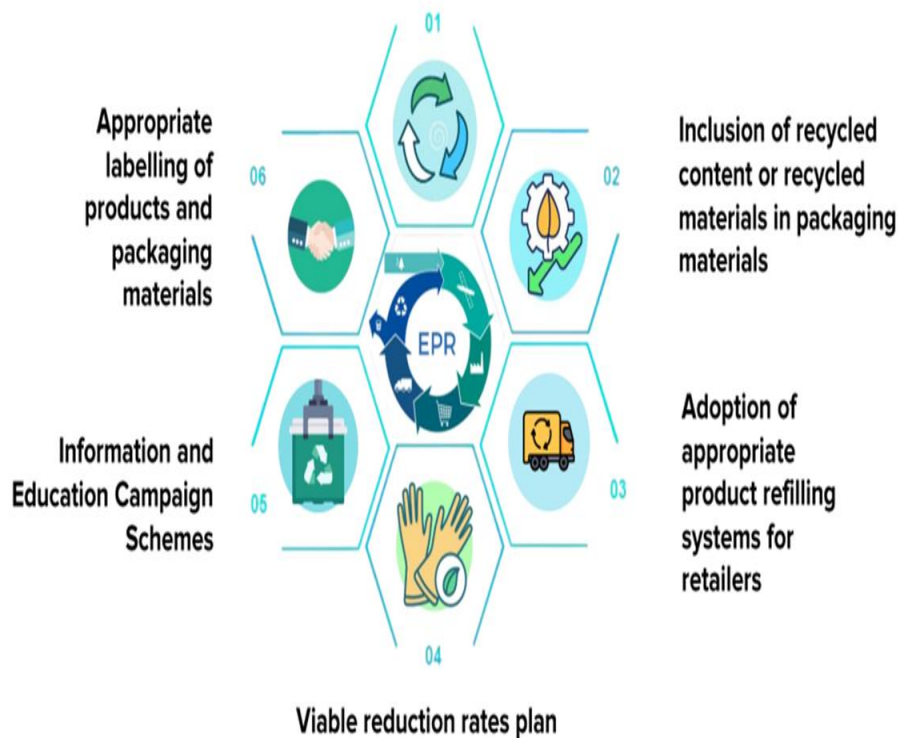 01
Appropriate
labelling of
products and
packaging
materials
06
02
Inclusion of recycled
content or recycled
materials in packaging
materials
EPR
Information and
Education Campaign
Schemes
05
03
Adoption of
appropriate
product refilling
systems for
retailers
04
Viable reduction rates plan